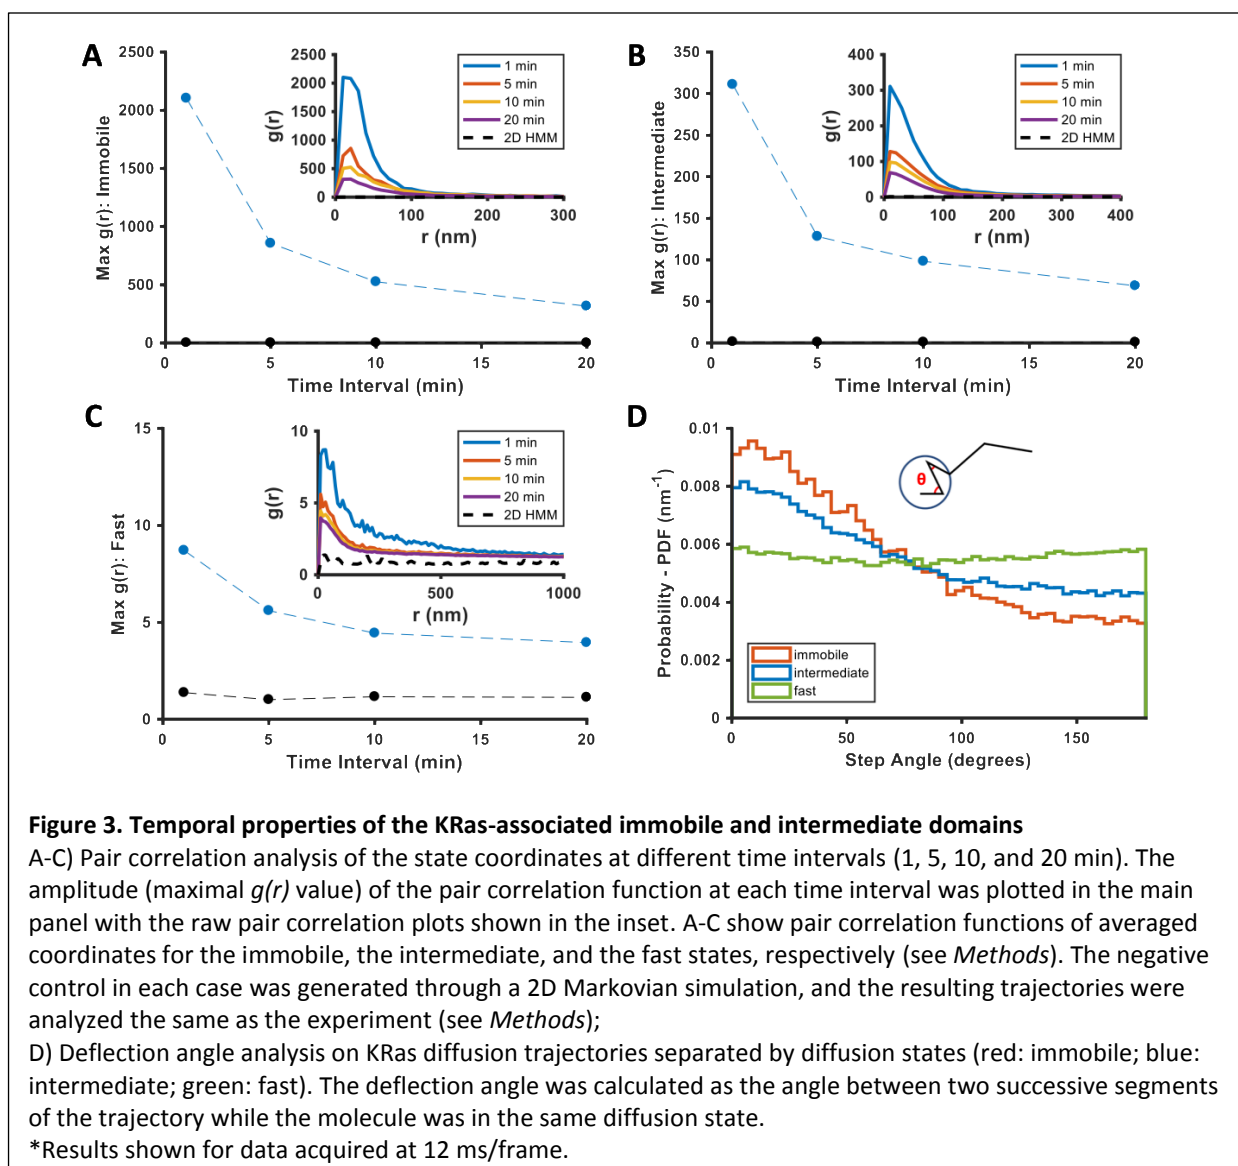 A
Max g(r): Immobile
2500
2000
1500
1000
500
0
0 5 10 15 20
Time Interval (min)
g(r)
2500
2000
1500
1000
500
0
0 100 200 300
r (nm)
1 min
5 min
10 min
20 min
2D HMM
B
Max g(r): Intermediate
350
300
250
200
150
100
50
0
0 5 10 15 20
Time Interval (min)
g(r)
400
300
200
100
0
0 100 200 300 400
r (nm)
1 min
5 min
10 min
20 min
2D HMM
C
Max g(r): Fast
15
10
5
0
0 5 10 15 20
Time Interval (min)
g(r)
10
5
0
0 500 1000
r (nm)
1 min
5 min
10 min
20 min
2D HMM
D
Probability - PDF (nm⁻¹)
0.01
0.008
0.006
0.004
0.002
0
0 50 100 150
Step Angle (degrees)
θ
immobile
intermediate
fast
Figure 3. Temporal properties of the KRas-associated immobile and intermediate domains
A-C) Pair correlation analysis of the state coordinates at different time intervals (1, 5, 10, and 20 min). The
amplitude (maximal g(r) value) of the pair correlation function at each time interval was plotted in the main
panel with the raw pair correlation plots shown in the inset. A-C show pair correlation functions of averaged
coordinates for the immobile, the intermediate, and the fast states, respectively (see Methods). The negative
control in each case was generated through a 2D Markovian simulation, and the resulting trajectories were
analyzed the same as the experiment (see Methods);
D) Deflection angle analysis on KRas diffusion trajectories separated by diffusion states (red: immobile; blue:
intermediate; green: fast). The deflection angle was calculated as the angle between two successive segments
of the trajectory while the molecule was in the same diffusion state.
*Results shown for data acquired at 12 ms/frame.